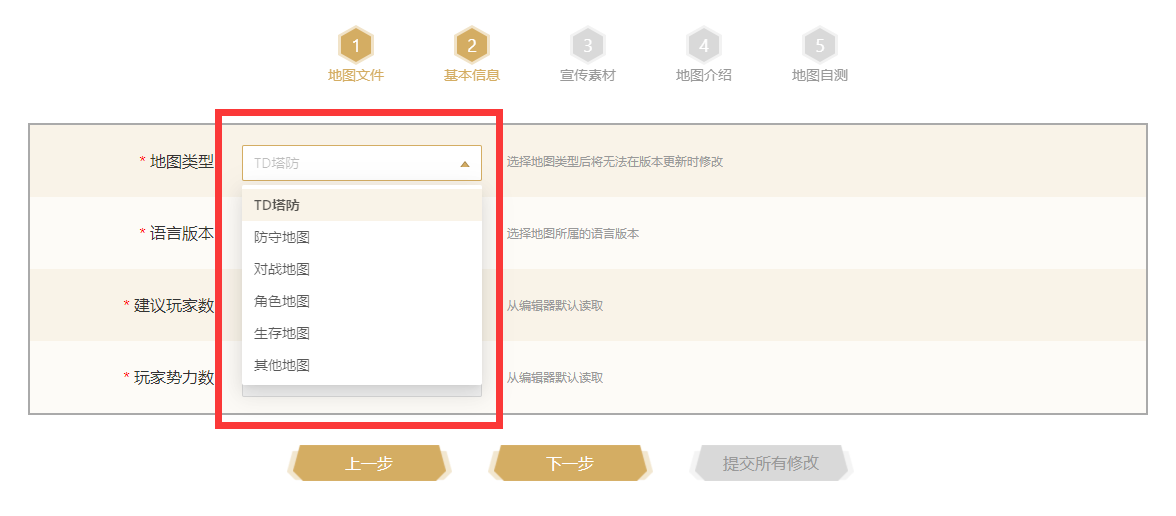 1 2 3 4 5
地图文件 基本信息 宣传素材 地图介绍 地图自测
* 地图类型 TD塔防 选择地图类型后将无法在版本更新时修改
TD塔防
* 语言版本 防守地图 选择地图所属的语言版本
对战地图
* 建议玩家数 角色地图 从编辑器默认读取
生存地图
* 玩家势力数 其他地图 从编辑器默认读取
上一步 下一步 提交所有修改